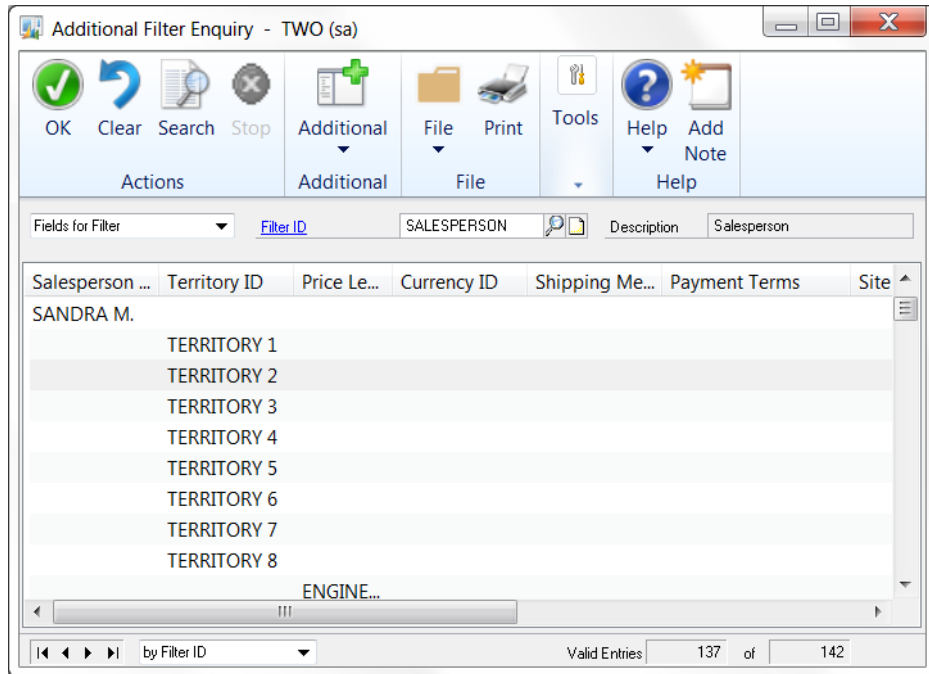 Additional Filter Enquiry - TWO (sa)
OK Clear Search Stop Additional File Print Tools Help Add Note
Actions Additional File Help
Fields for Filter Filter ID SALESPERSON Description Salesperson
Salesperson ... Territory ID Price Le... Currency ID Shipping Me... Payment Terms Site
SANDRA M.
TERRITORY 1
TERRITORY 2
TERRITORY 3
TERRITORY 4
TERRITORY 5
TERRITORY 6
TERRITORY 7
TERRITORY 8
ENGINE...
by Filter ID Valid Entries 137 of 142